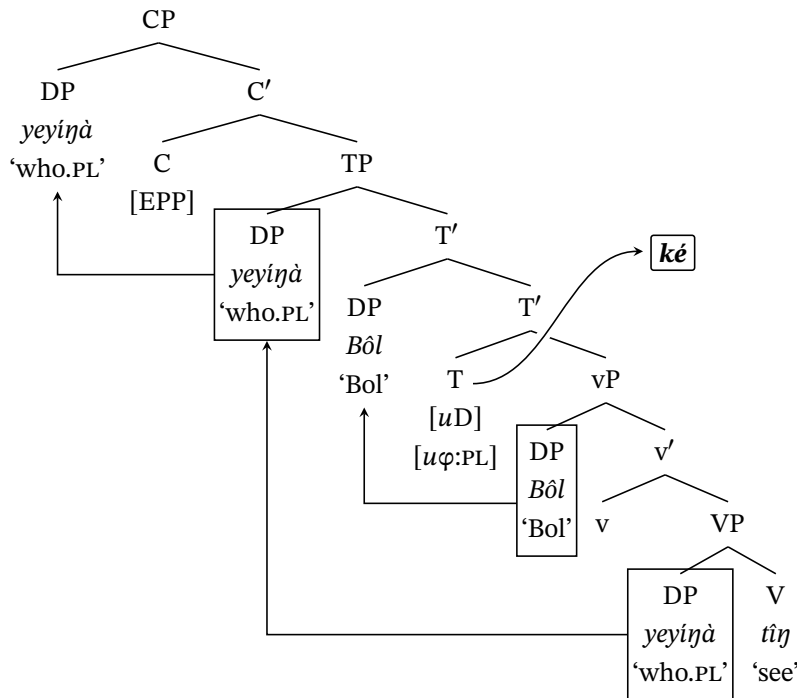 CP
DP
C′
yeyíŋà
‘who.PL’
C
TP
[EPP]
DP
T′
ké
yeyíŋà
‘who.PL’
DP
T′
Bôl
‘Bol’
T
vP
[uD]
[uφ:PL]
DP
v′
Bôl
‘Bol’
v
VP
DP
V
yeyíŋà
tîŋ
‘who.PL’
‘see’